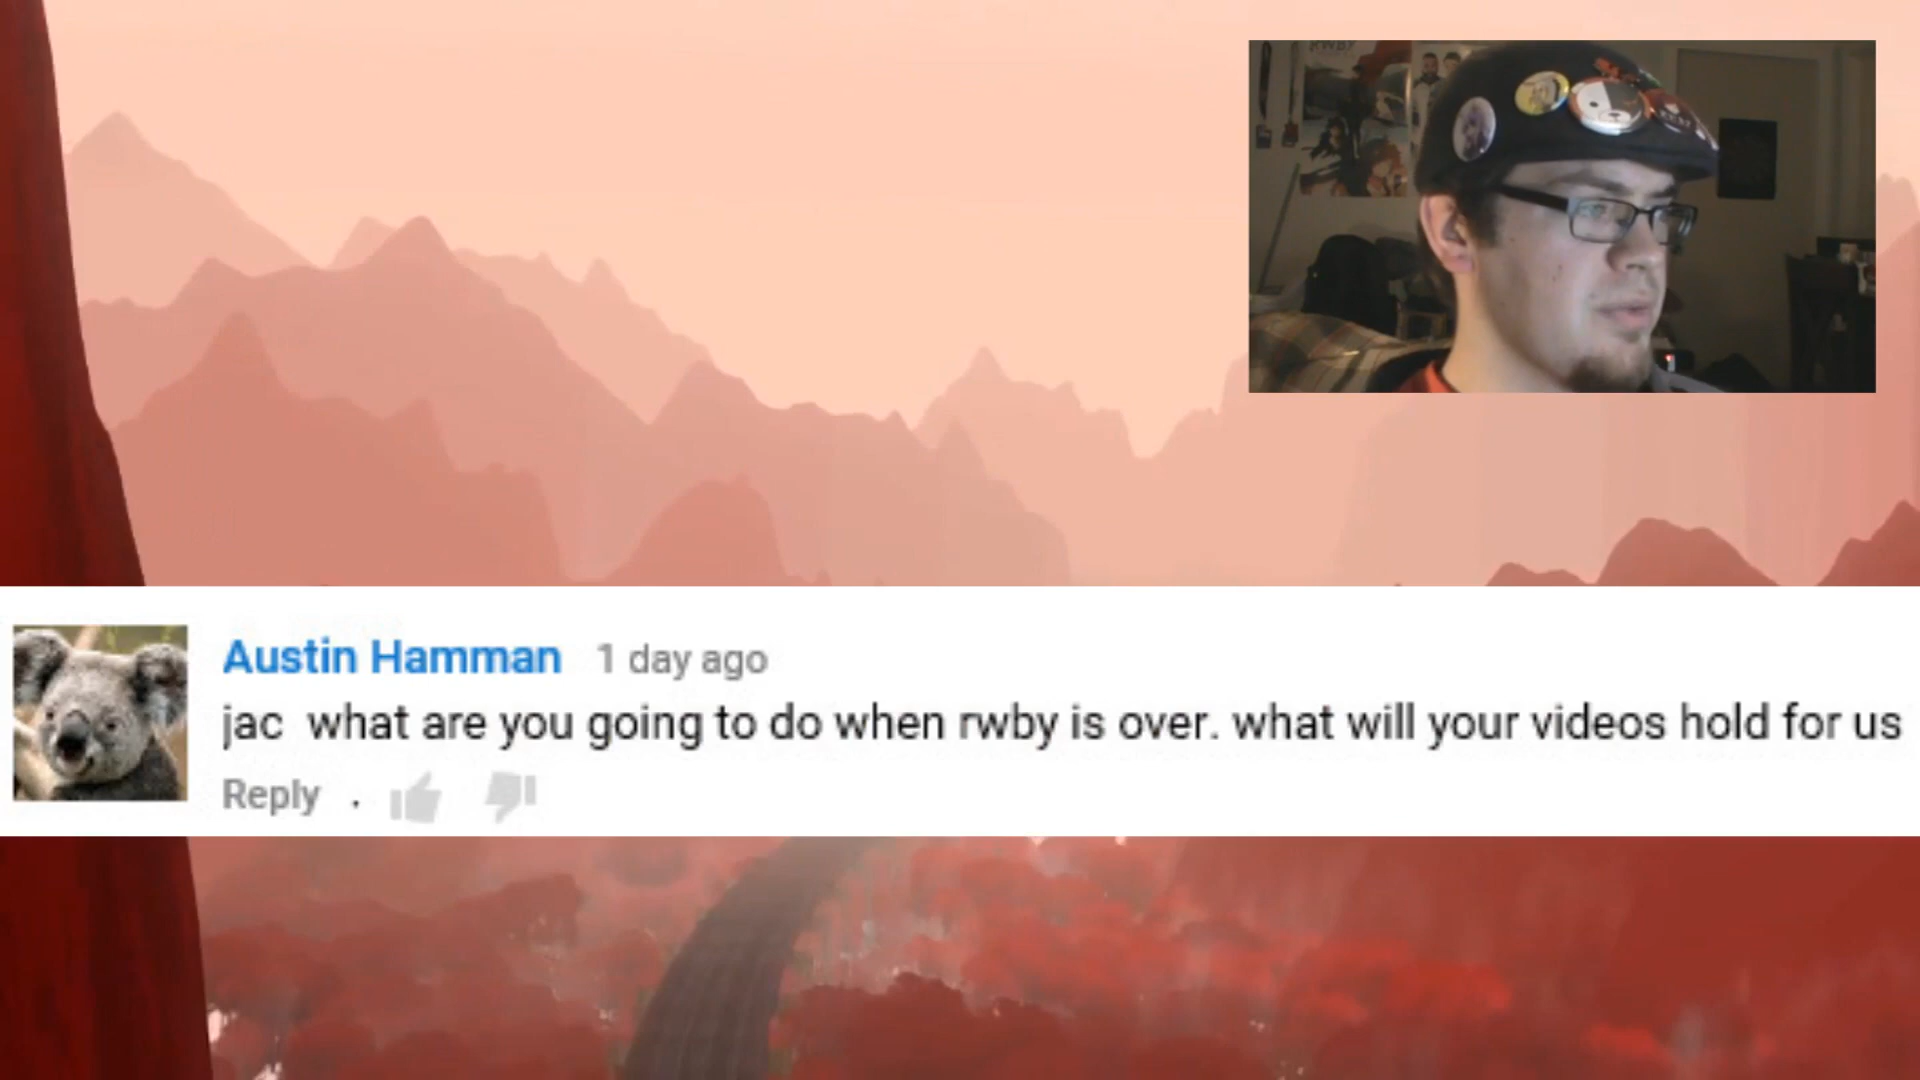 RWBY
Austin Hamman 1 day ago
jac what are you going to do when rwby is over. what will your videos hold for us
Reply .